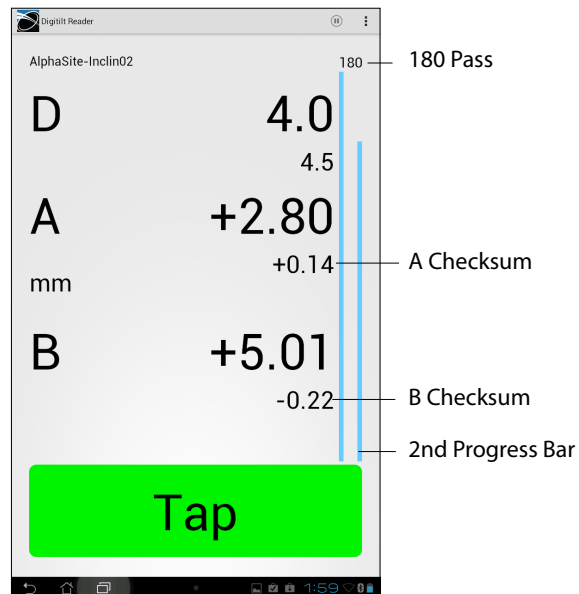 Digitilt Reader
AlphaSite-Inclin02
180
180 Pass
D
4.0
4.5
A
+2.80
+0.14
A Checksum
mm
B
+5.01
-0.22
B Checksum
2nd Progress Bar
Tap
1:59